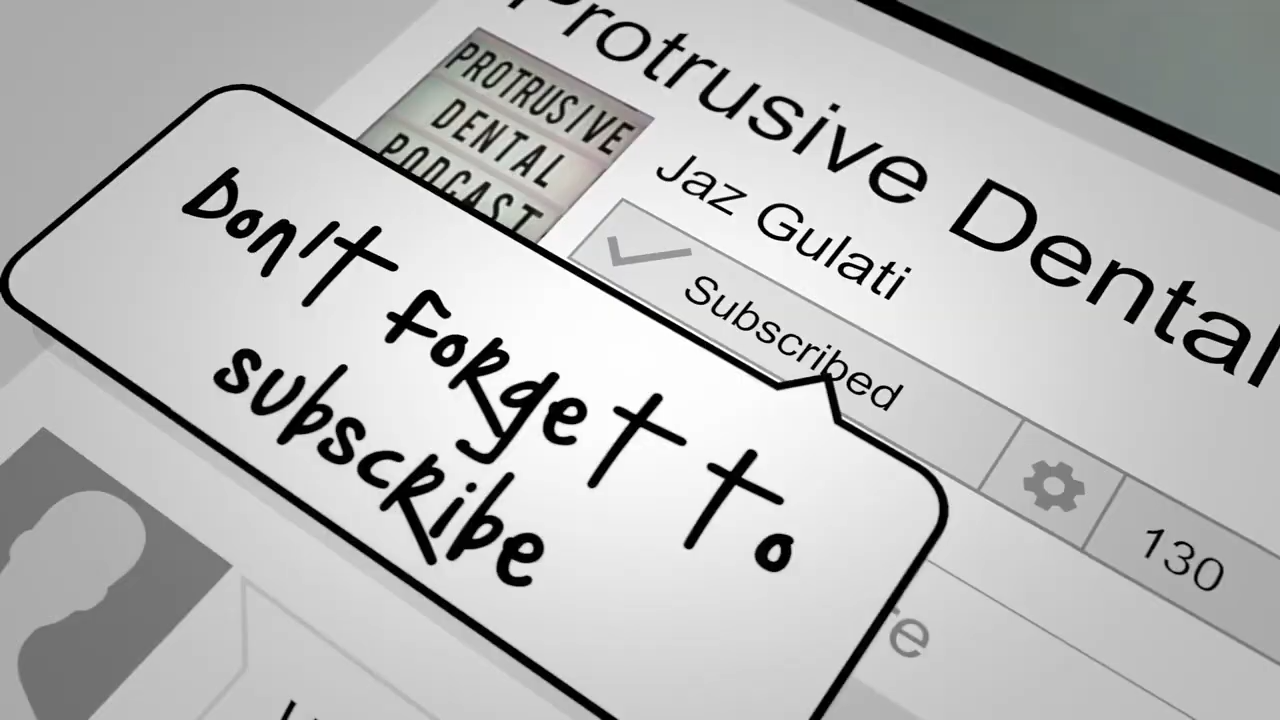 Protrusive Dental
PROTRUSIVE
DENTAL
PODCAST
Jaz Gulati
Subscribed
130
Don't Forget to
subscribe